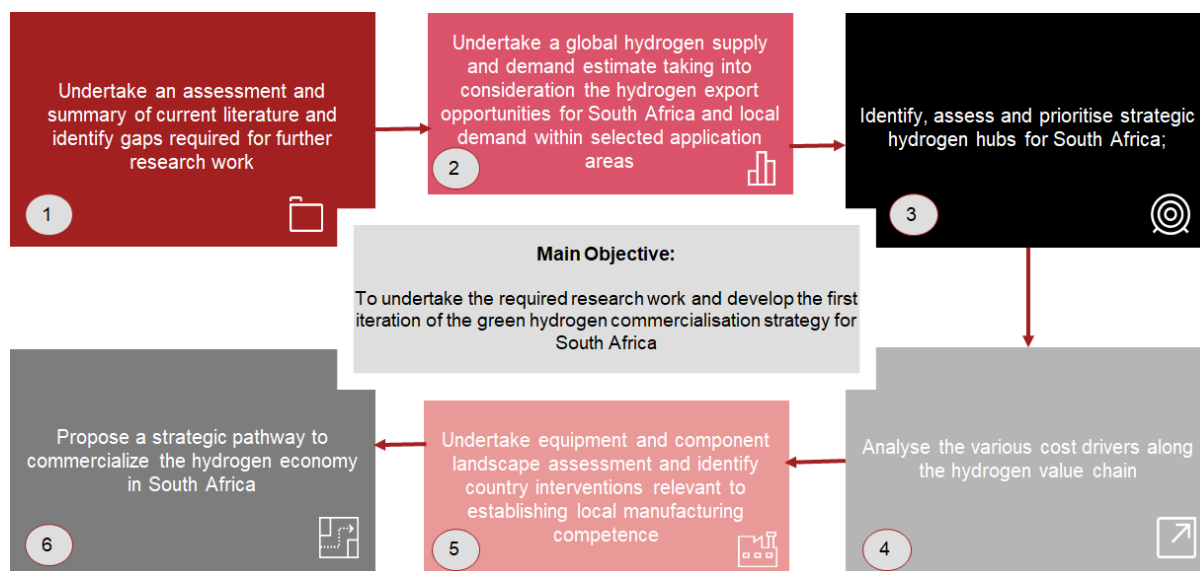 Undertake an assessment and
summary of current literature and
identify gaps required for further
research work
1
Undertake a global hydrogen supply
and demand estimate taking into
consideration the hydrogen export
opportunities for South Africa and local
demand within selected application
areas
2
Identify, assess and prioritise strategic
hydrogen hubs for South Africa;
3
Main Objective:
To undertake the required research work and develop the first
iteration of the green hydrogen commercialisation strategy for
South Africa
Analyse the various cost drivers along
the hydrogen value chain
4
Undertake equipment and component
landscape assessment and identify
country interventions relevant to
establishing local manufacturing
competence
5
Propose a strategic pathway to
commercialize the hydrogen economy
in South Africa
6